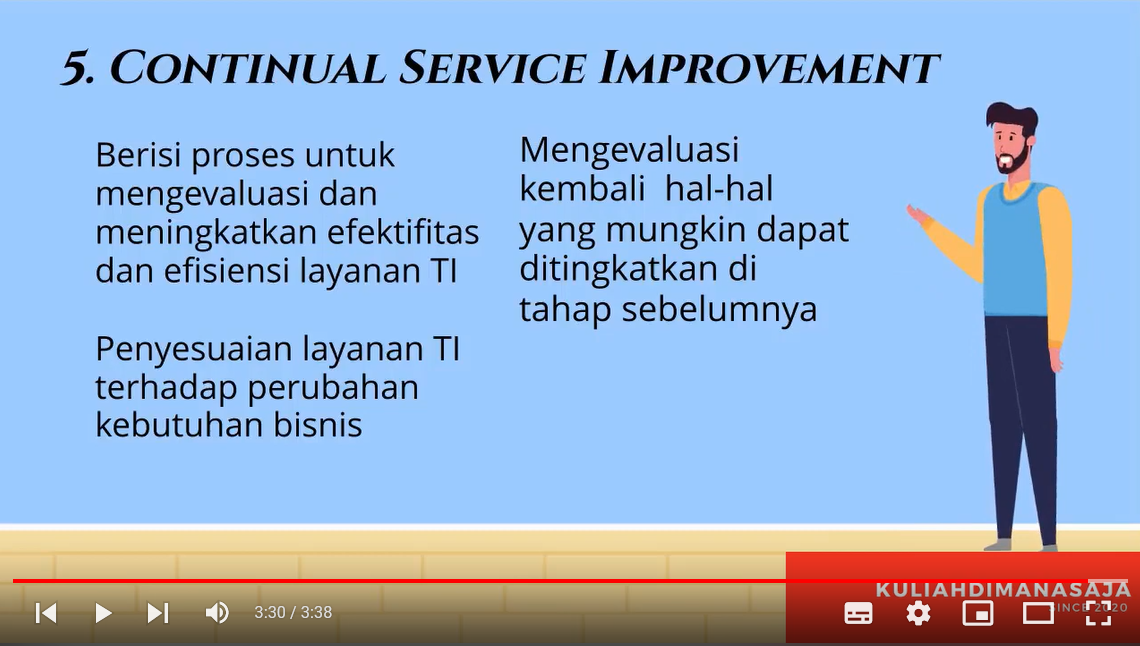 5. CONTINUAL SERVICE IMPROVEMENT
Berisi proses untuk
mengevaluasi dan
meningkatkan efektifitas
dan efisiensi layanan TI
Penyesuaian layanan TI
terhadap perubahan
kebutuhan bisnis
Mengevaluasi
kembali hal-hal
yang mungkin dapat
ditingkatkan di
tahap sebelumnya
KULIAHDIMANASAJA
SINCE 2020
3:30 / 3:38